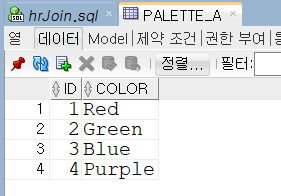 hrJoin.sql PALETTE_A
열 데이터 Model 제약 조건 권한 부여
정렬... 필터:
ID COLOR
1 1 Red
2 2 Green
3 3 Blue
4 4 Purple